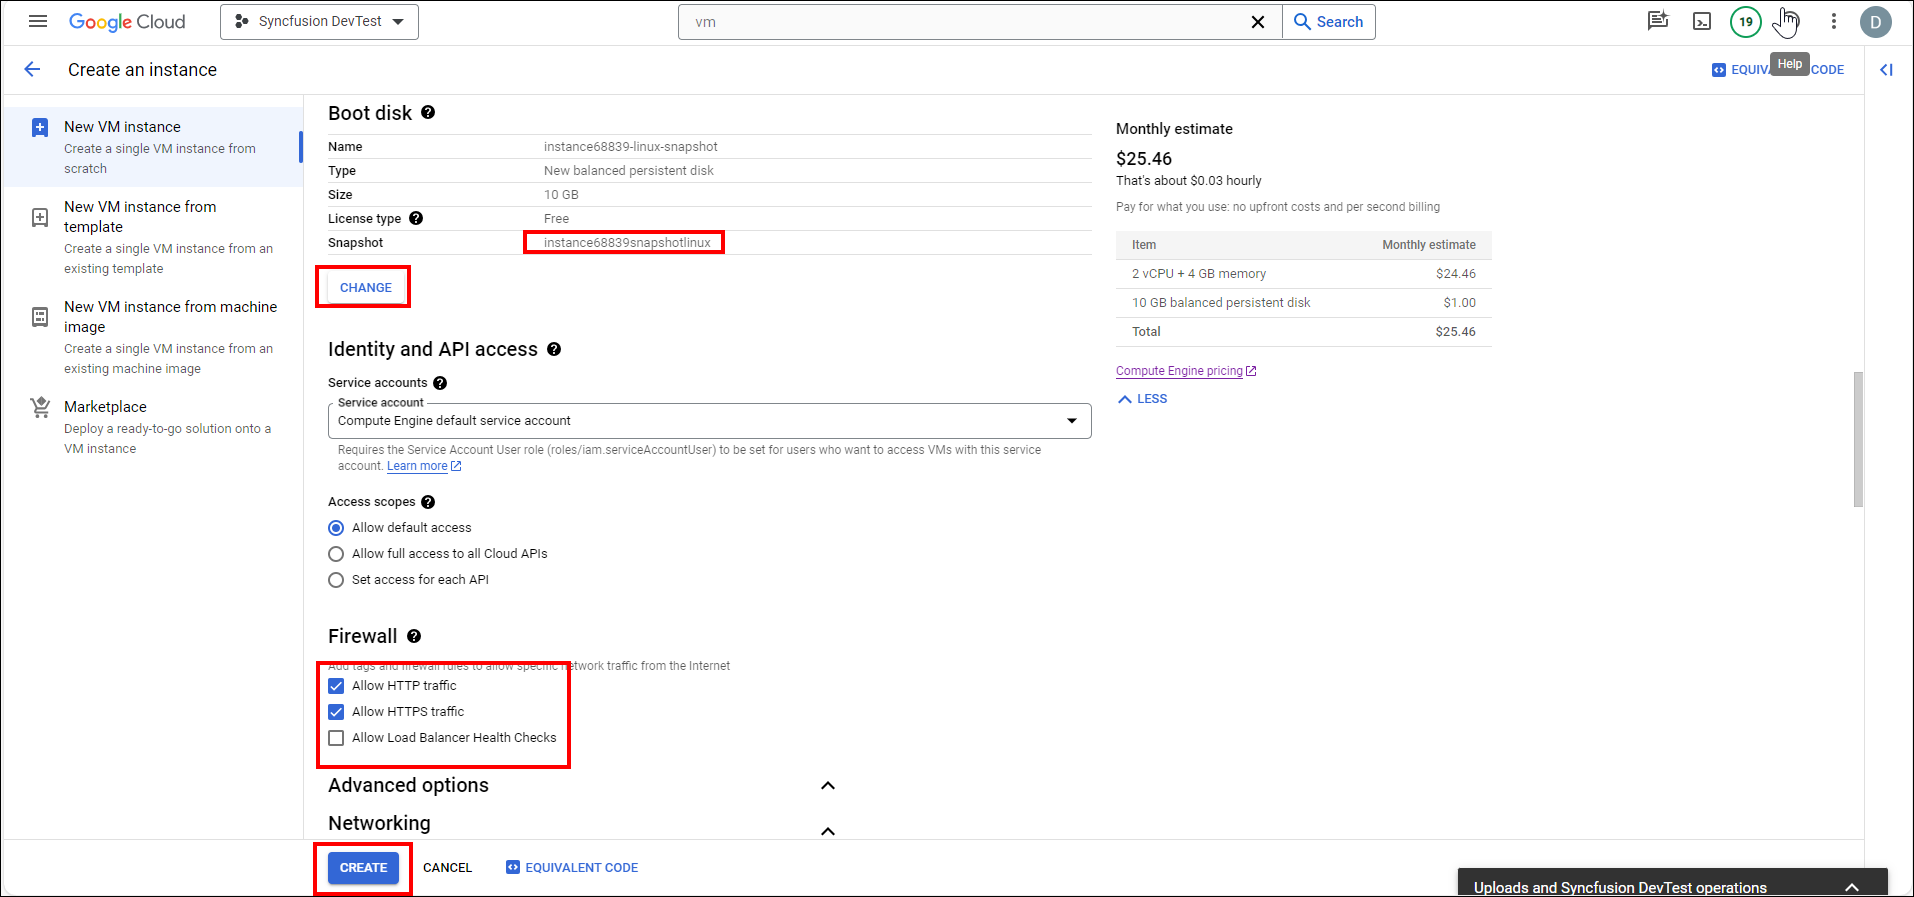 Google Cloud
Syncfusion DevTest
vm
Search
19
D
Create an instance
Help
CODE
New VM instance
Create a single VM instance from
scratch
New VM instance from
template
Create a single VM instance from an
existing template
New VM instance from machine
image
Create a single VM instance from an
existing machine image
Marketplace
Deploy a ready-to-go solution onto a
VM instance
Boot disk
Name instance68839-linux-snapshot
Type New balanced persistent disk
Size 10 GB
License type Free
Snapshot instance68839snapshotlinux
CHANGE
Identity and API access
Service accounts
Service account
Compute Engine default service account
Requires the Service Account User role (roles/iam.serviceAccountUser) to be set for users who want to access VMs with this service
account. Learn more
Access scopes
Allow default access
Allow full access to all Cloud APIs
Set access for each API
Firewall
Add tags and firewall rules to allow specific network traffic from the Internet
Allow HTTP traffic
Allow HTTPS traffic
Allow Load Balancer Health Checks
Advanced options
Networking
CREATE CANCEL EQUIVALENT CODE
Monthly estimate
$25.46
That's about $0.03 hourly
Pay for what you use: no upfront costs and per second billing
Item Monthly estimate
2 vCPU + 4 GB memory $24.46
10 GB balanced persistent disk $1.00
Total $25.46
Compute Engine pricing
LESS
Uploads and Syncfusion DevTest operations